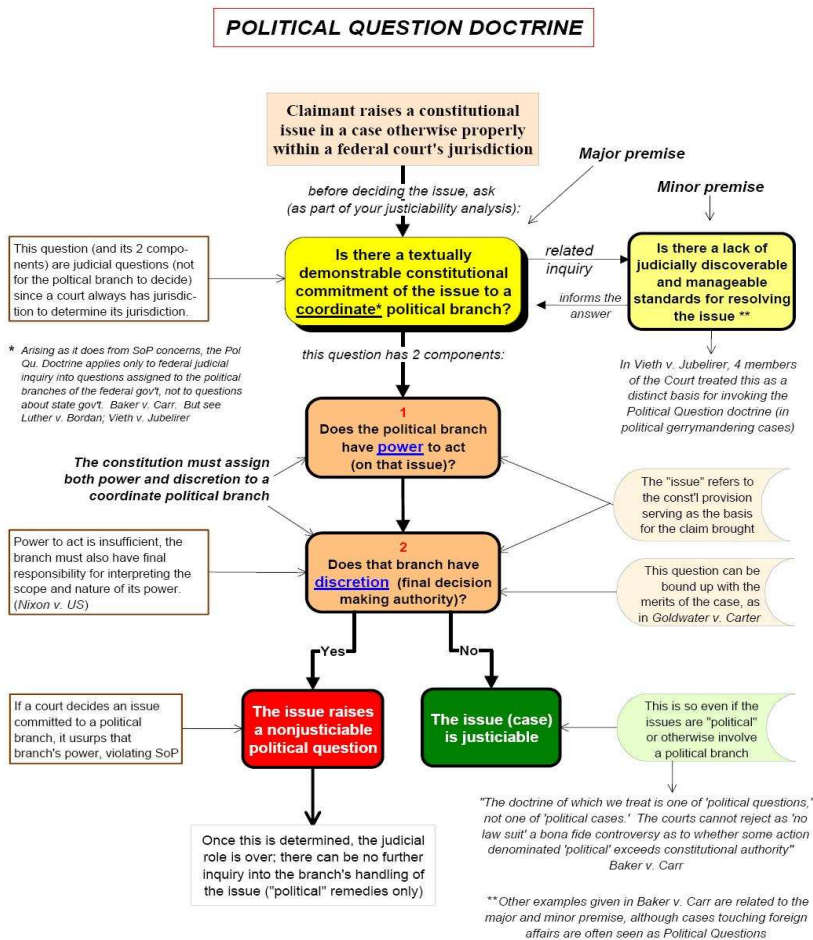 POLITICAL QUESTION DOCTRINE
Claimant raises a constitutional
issue in a case otherwise properly
within a federal court's jurisdiction
Major premise
Minor premise
before deciding the issue, ask
(as part of your justiciability analysis):
This question (and its 2 compo-
nents) are judicial questions (not
for the poltical branch to decide)
since a court always has jurisdic-
tion to determine its jurisdiction.
Is there a textually
demonstrable constitutional
commitment of the issue to a
coordinate* political branch?
related
inquiry
informs the
answer
Is there a lack of
judicially discoverable
and manageable
standards for resolving
the issue **
* Arising as it does from SoP concerns, the Pol
Qu. Doctrine applies only to federal judicial
inquiry into questions assigned to the political
branches of the federal gov't, not to questions
about state gov't. Baker v. Carr. But see
Luther v. Bordan; Vieth v. Jubelirer
this question has 2 components:
In Vieth v. Jubelirer, 4 members
of the Court treated this as a
distinct basis for invoking the
Political Question doctrine (in
political gerrymandering cases)
1
Does the political branch
have power to act
(on that issue)?
The constitution must assign
both power and discretion to a
coordinate political branch
The "issue" refers to
the const'l provision
serving as the basis
for the claim brought
Power to act is insufficient, the
branch must also have final
responsibility for interpreting the
scope and nature of its power.
(Nixon v. US)
2
Does that branch have
discretion (final decision
making authority)?
This question can be
bound up with the
merits of the case, as
in Goldwater v. Carter
Yes
No
If a court decides an issue
committed to a political
branch, it usurps that
branch's power, violating SoP
The issue raises
a nonjusticiable
political question
The issue (case)
is justiciable
This is so even if the
issues are "political"
or otherwise involve
a political branch
Once this is determined, the judicial
role is over; there can be no further
inquiry into the branch's handling of
the issue ("political" remedies only)
"The doctrine of which we treat is one of 'political questions,'
not one of 'political cases.' The courts cannot reject as 'no
law suit' a bona fide controversy as to whether some action
denominated 'political' exceeds constitutional authority"
Baker v. Carr
**Other examples given in Baker v. Carr are related to the
major and minor premise, although cases touching foreign
affairs are often seen as Political Questions